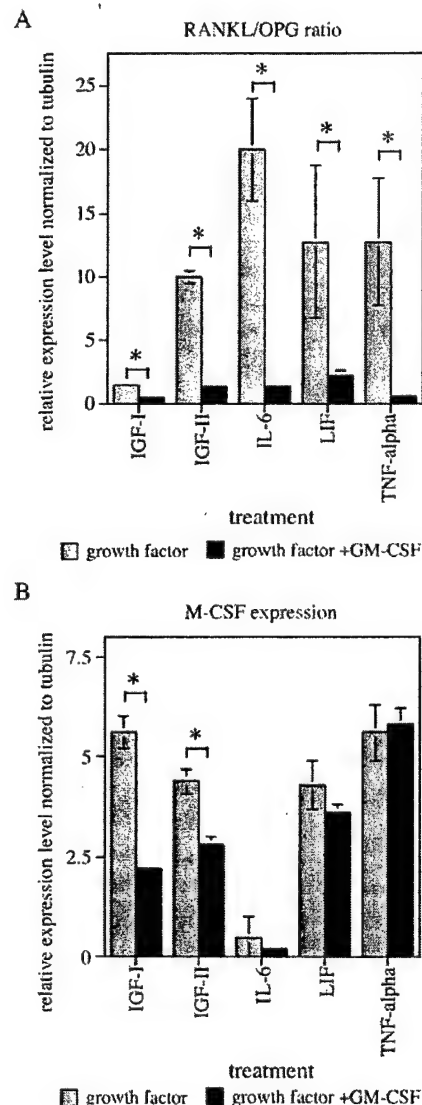 A
RANKL/OPG ratio
relative expression level normalized to tubulin
25
20
15
10
5
0
*
*
*
*
*
IGF-I
IGF-II
IL-6
LIF
TNF-alpha
treatment
growth factor
growth factor +GM-CSF
B
M-CSF expression
relative expression level normalized to tubulin
7.5
5
2.5
0
*
*
IGF-I
IGF-II
IL-6
LIF
TNF-alpha
treatment
growth factor
growth factor +GM-CSF